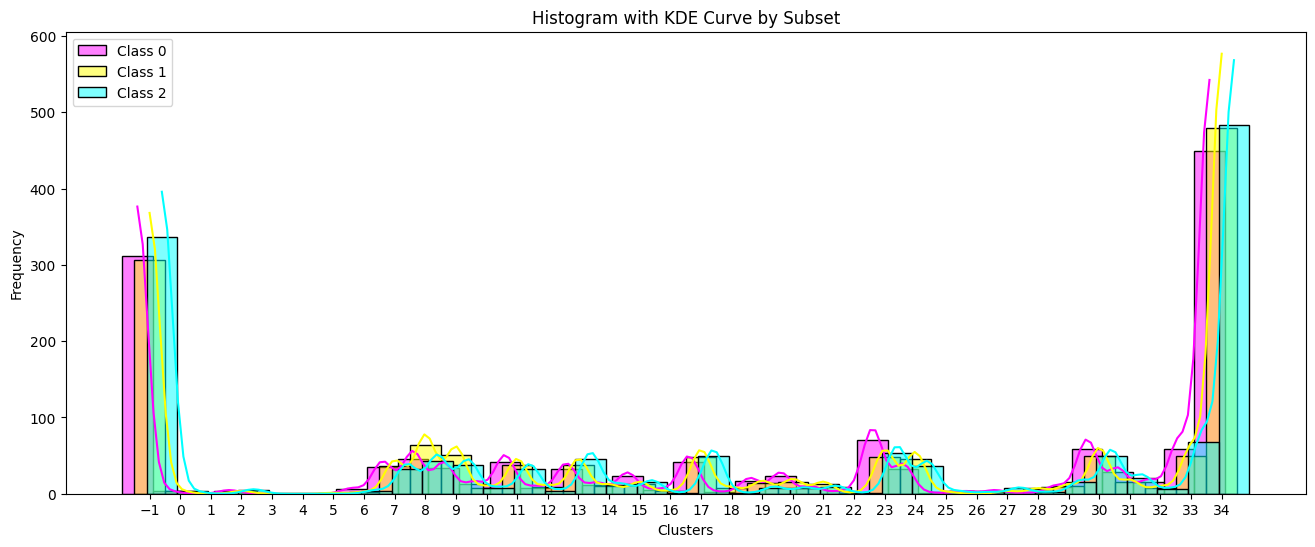 Histogram with KDE Curve by Subset
Class 0
Class 1
Class 2
Frequency
600
500
400
300
200
100
0
−1 0 1 2 3 4 5 6 7 8 9 10 11 12 13 14 15 16 17 18 19 20 21 22 23 24 25 26 27 28 29 30 31 32 33 34
Clusters